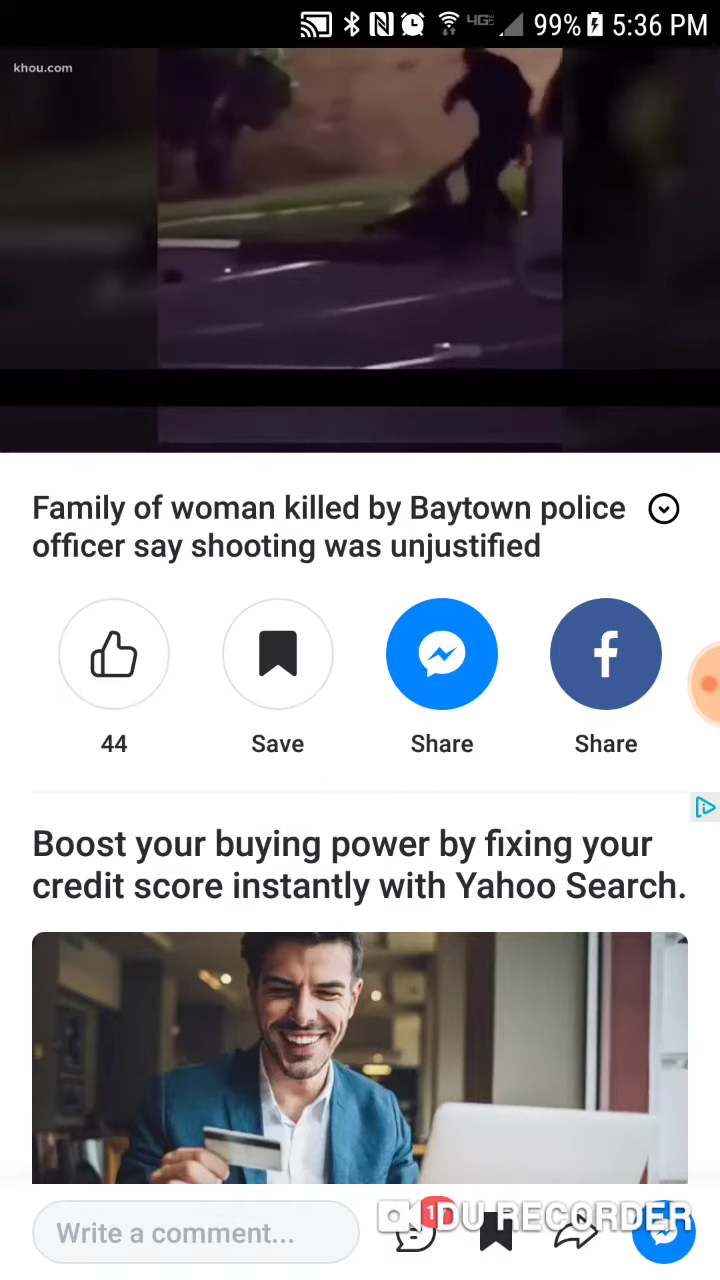 4G 99% 5:36 PM
khou.com
Family of woman killed by Baytown police
officer say shooting was unjustified
44 Save Share Share
Boost your buying power by fixing your
credit score instantly with Yahoo Search.
Write a comment...
DU RECORDER